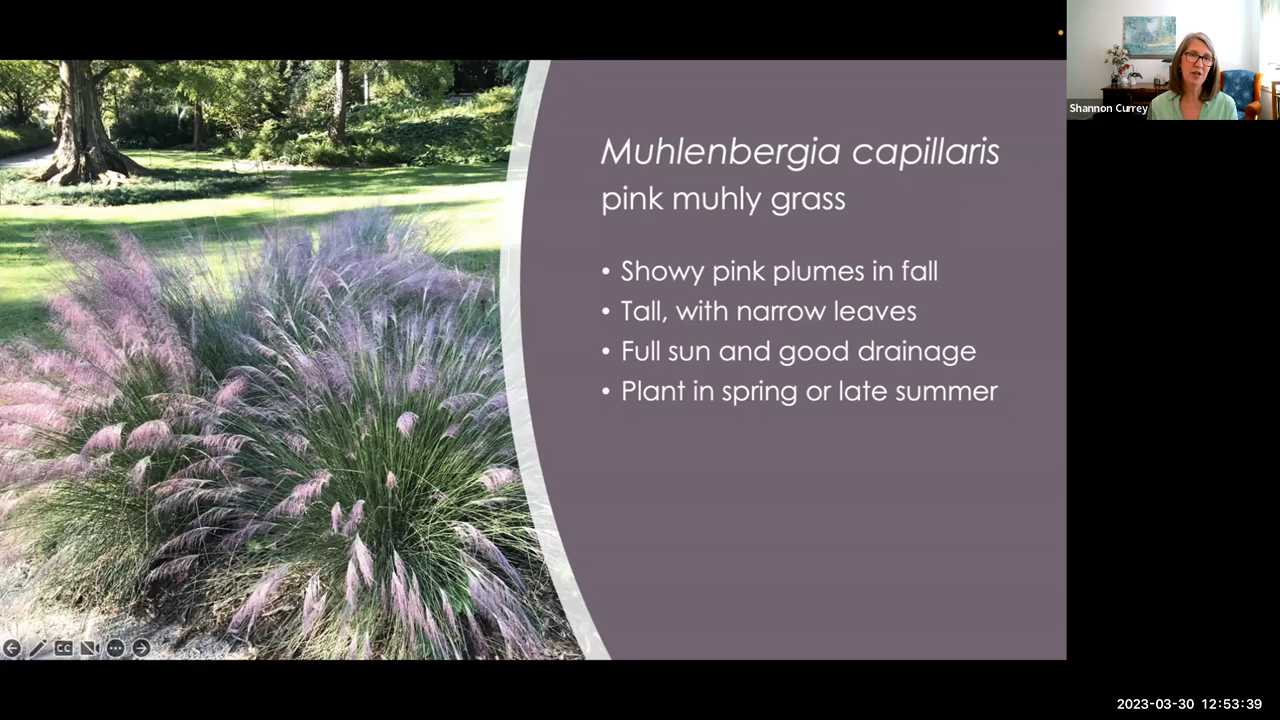 Shannon Currey
Muhlenbergia capillaris
pink muhly grass
• Showy pink plumes in fall
• Tall, with narrow leaves
• Full sun and good drainage
• Plant in spring or late summer
CC
2023-03-30 12:53:39